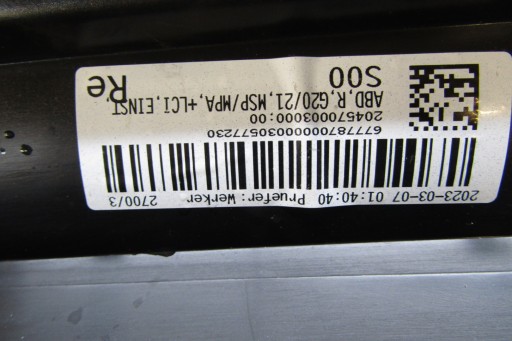 2023-03-07 01:40:40 Pruefer:Werker 2700/3
204570003000:00
ABD.R,G20/21,MSP/MPA,+LCI,EINST.
S00
Re